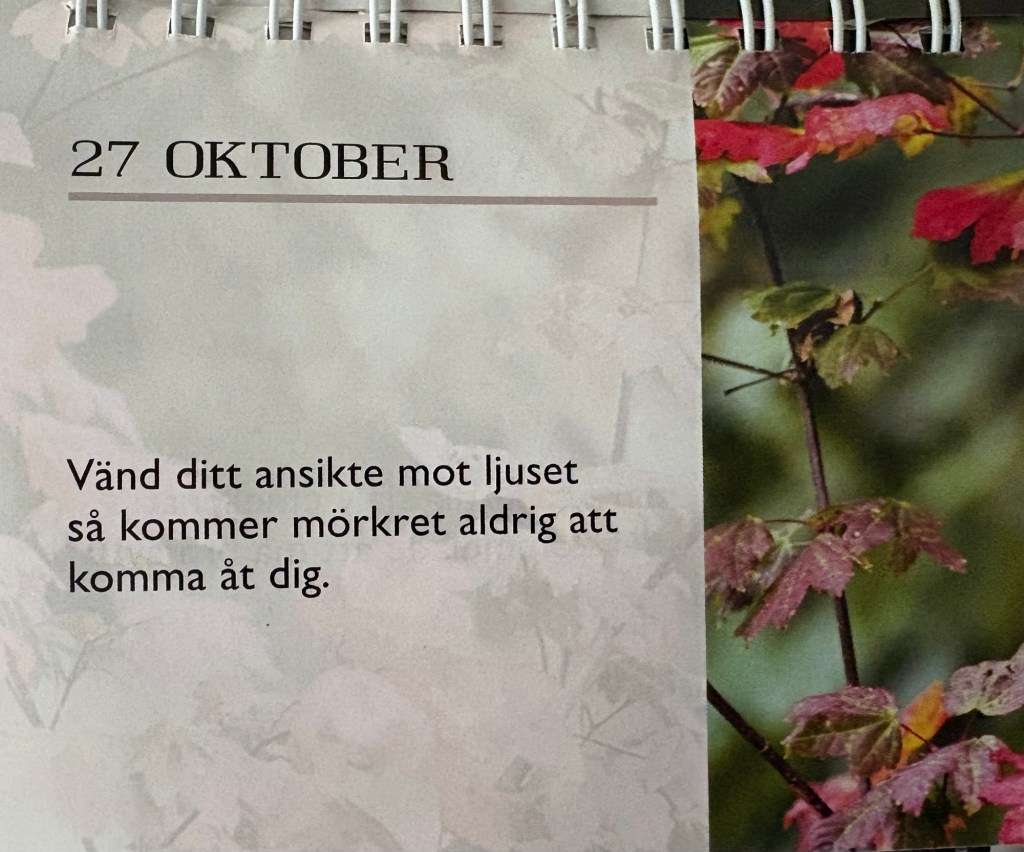 27 OKTOBER
Vänd ditt ansikte mot ljuset
så kommer mörkret aldrig att
komma åt dig.